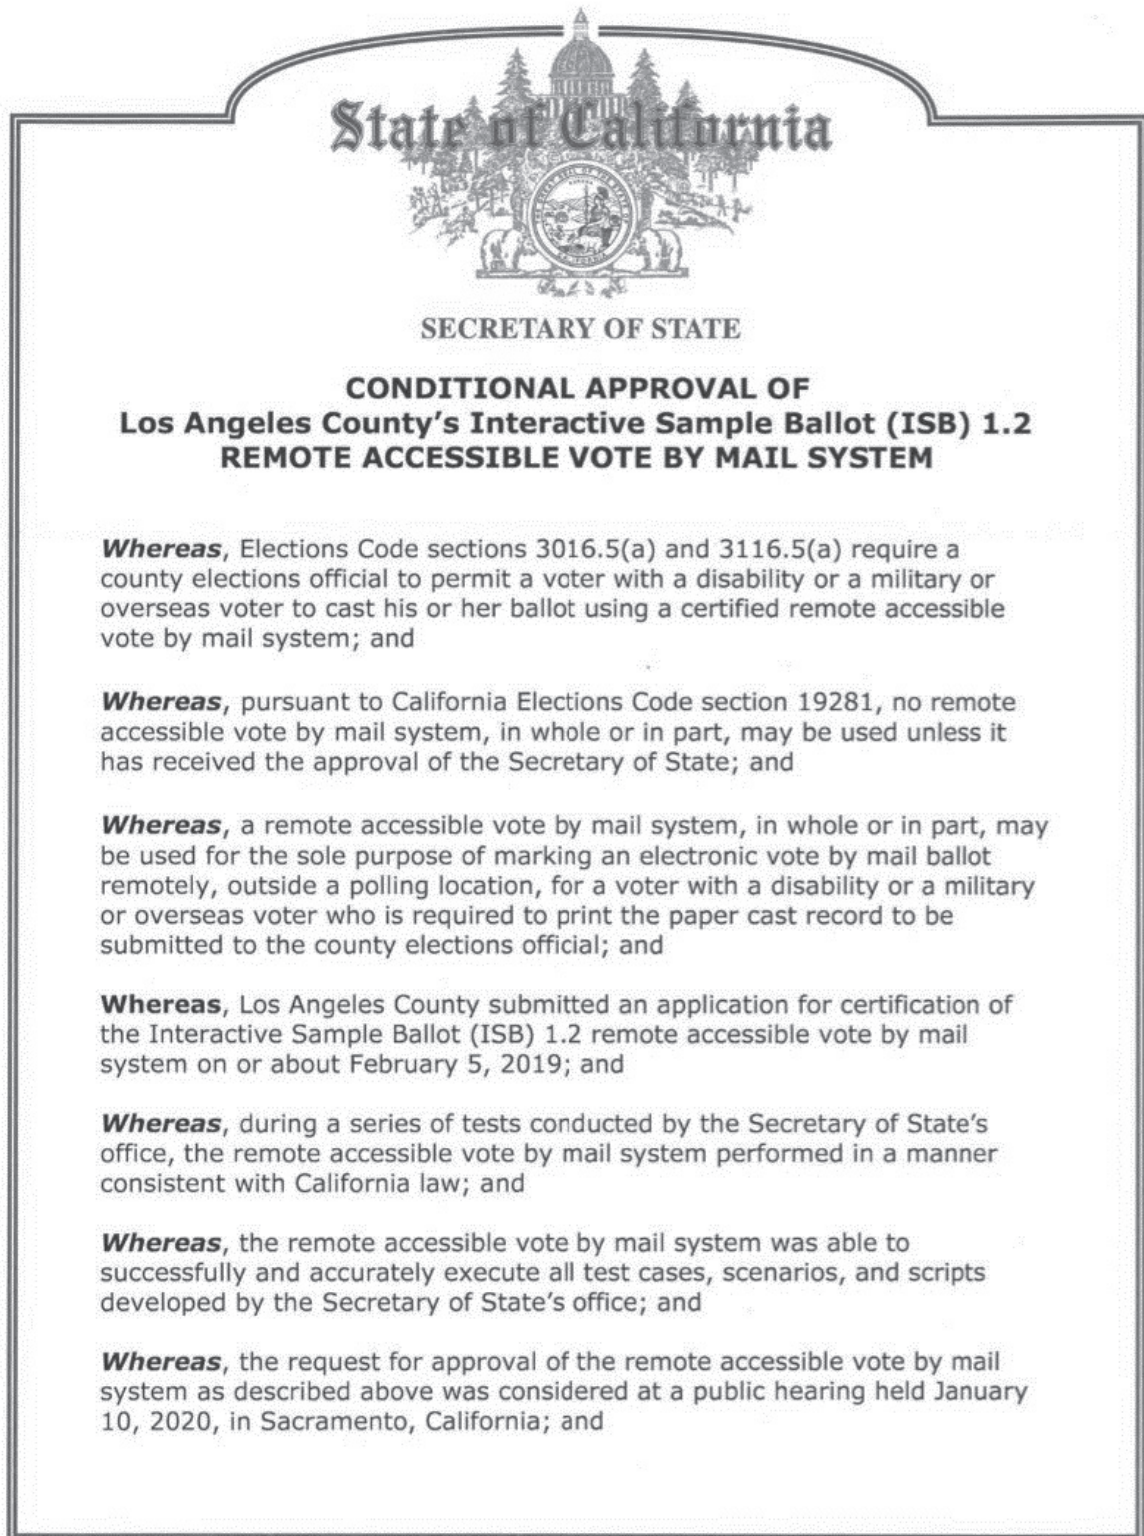 State of California
SECRETARY OF STATE
CONDITIONAL APPROVAL OF
Los Angeles County's Interactive Sample Ballot (ISB) 1.2
REMOTE ACCESSIBLE VOTE BY MAIL SYSTEM
Whereas, Elections Code sections 3016.5(a) and 3116.5(a) require a
county elections official to permit a voter with a disability or a military or
overseas voter to cast his or her ballot using a certified remote accessible
vote by mail system; and
Whereas, pursuant to California Elections Code section 19281, no remote
accessible vote by mail system, in whole or in part, may be used unless it
has received the approval of the Secretary of State; and
Whereas, a remote accessible vote by mail system, in whole or in part, may
be used for the sole purpose of marking an electronic vote by mail ballot
remotely, outside a polling location, for a voter with a disability or a military
or overseas voter who is required to print the paper cast record to be
submitted to the county elections official; and
Whereas, Los Angeles County submitted an application for certification of
the Interactive Sample Ballot (ISB) 1.2 remote accessible vote by mail
system on or about February 5, 2019; and
Whereas, during a series of tests conducted by the Secretary of State's
office, the remote accessible vote by mail system performed in a manner
consistent with California law; and
Whereas, the remote accessible vote by mail system was able to
successfully and accurately execute all test cases, scenarios, and scripts
developed by the Secretary of State's office; and
Whereas, the request for approval of the remote accessible vote by mail
system as described above was considered at a public hearing held January
10, 2020, in Sacramento, California; and